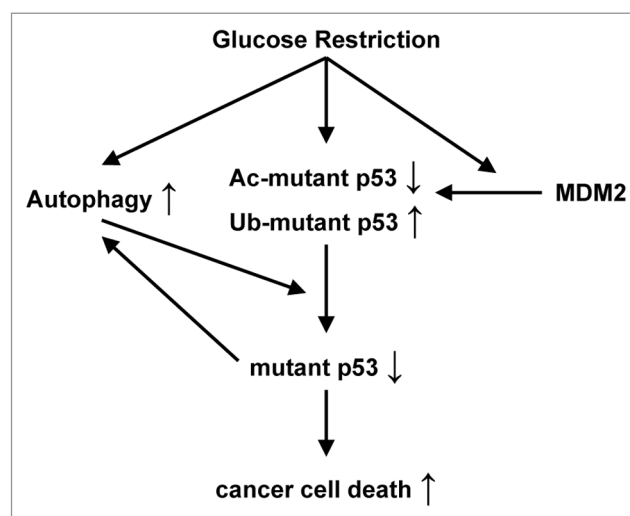 Glucose Restriction
Autophagy ↑
Ac-mutant p53 ↓
Ub-mutant p53 ↑
MDM2
mutant p53 ↓
cancer cell death ↑